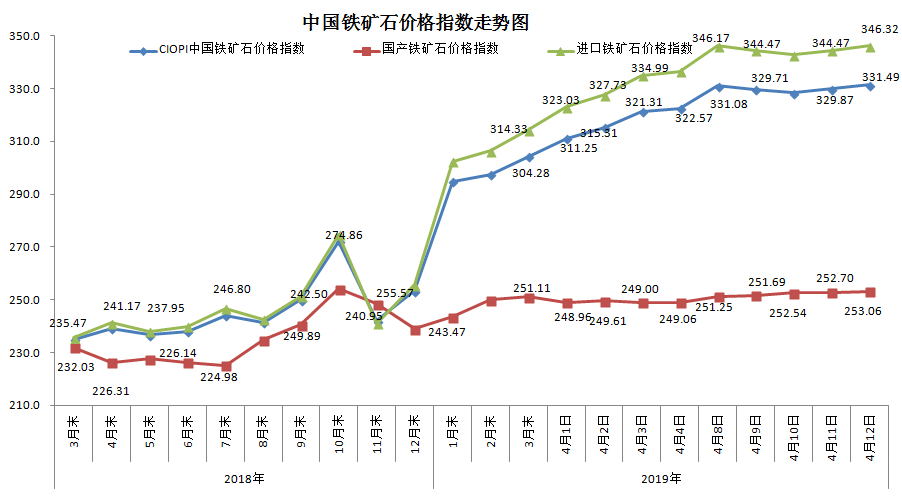 中国铁矿石价格指数走势图
CIOPI中国铁矿石价格指数
国产铁矿石价格指数
进口铁矿石价格指数
350.0
330.0
310.0
290.0
270.0
250.0
230.0
210.0
235.47
241.17
237.95
246.80
242.50
274.86
240.95
255.57
314.33
323.03
327.73
334.99
346.17
344.47
344.47
346.32
304.28
311.25
315.31
321.31
322.57
331.08
329.71
329.87
331.49
232.03
226.31
226.14
224.98
249.89
243.47
251.11
248.96
249.61
249.00
249.06
251.25
251.69
252.54
252.70
253.06
3月末
4月末
5月末
6月末
7月末
8月末
9月末
10月末
11月末
12月末
1月末
2月末
3月末
4月1日
4月2日
4月3日
4月4日
4月8日
4月9日
4月10日
4月11日
4月12日
2018年
2019年